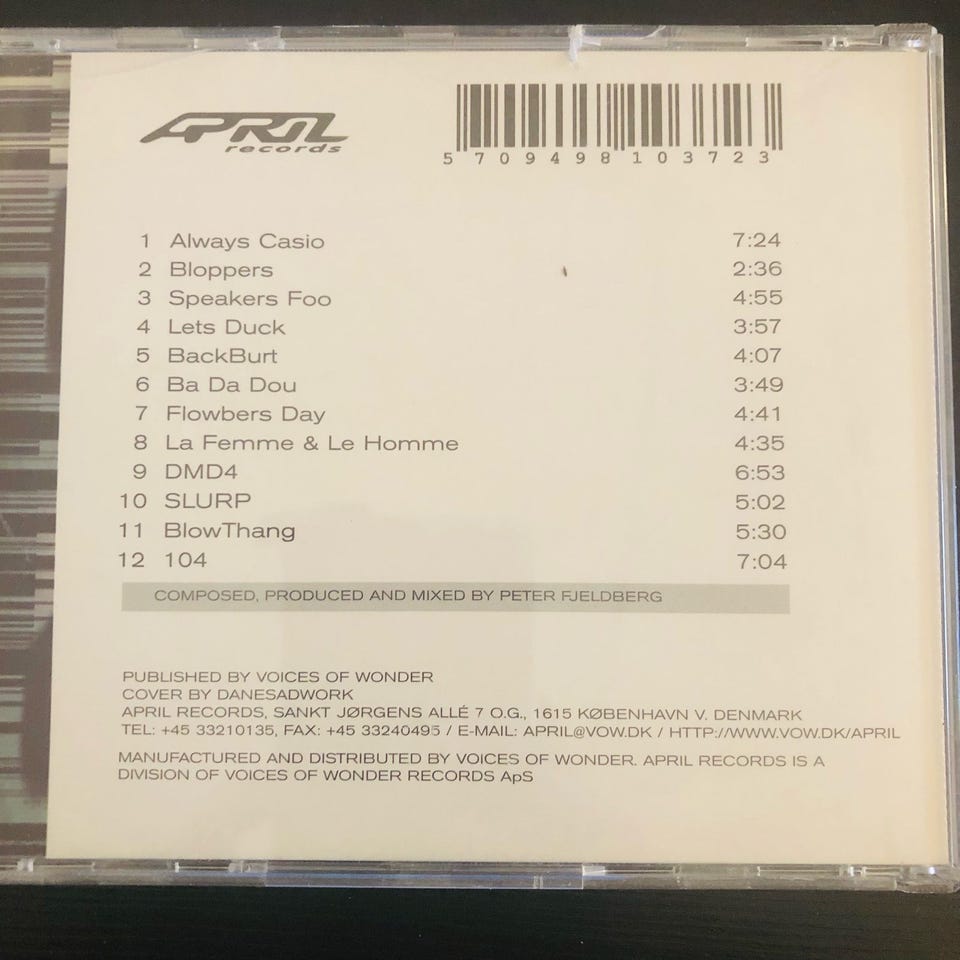 APRIL
records
5 709498 103723
1 Always Casio 7:24
2 Bloppers 2:36
3 Speakers Foo 4:55
4 Lets Duck 3:57
5 BackBurt 4:07
6 Ba Da Dou 3:49
7 Flowbers Day 4:41
8 La Femme & Le Homme 4:35
9 DMD4 6:53
10 SLURP 5:02
11 BlowThang 5:30
12 104 7:04
COMPOSED, PRODUCED AND MIXED BY PETER FJELDBERG
PUBLISHED BY VOICES OF WONDER
COVER BY DANESADWORK
APRIL RECORDS, SANKT JØRGENS ALLÉ 7 O.G., 1615 KØBENHAVN V. DENMARK
TEL: +45 33210135, FAX: +45 33240495 / E-MAIL: APRIL@VOW.DK / HTTP://WWW.VOW.DK/APRIL
MANUFACTURED AND DISTRIBUTED BY VOICES OF WONDER. APRIL RECORDS IS A
DIVISION OF VOICES OF WONDER RECORDS ApS